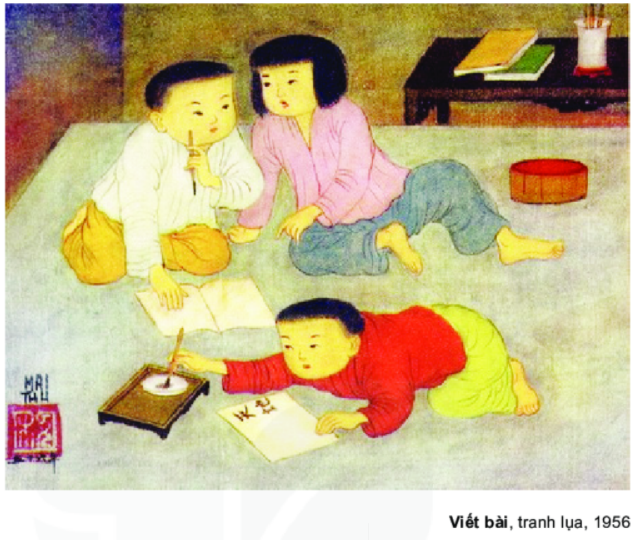 MAI
THU
Viết bài, tranh lụa, 1956